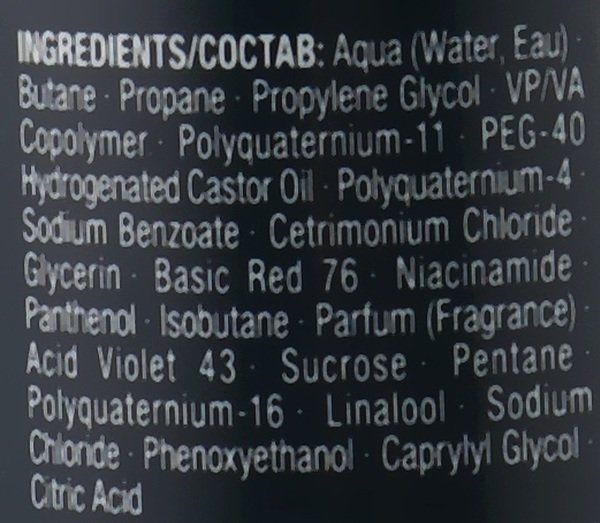 INGREDIENTS/СОСТАВ: Aqua (Water, Eau) ·
Butane · Propane · Propylene Glycol · VP/VA
Copolymer · Polyquaternium-11 · PEG-40
Hydrogenated Castor Oil · Polyquaternium-4 ·
Sodium Benzoate · Cetrimonium Chloride ·
Glycerin · Basic Red 76 · Niacinamide ·
Panthenol · Isobutane · Parfum (Fragrance) ·
Acid Violet 43 · Sucrose · Pentane ·
Polyquaternium-16 · Linalool · Sodium
Chloride · Phenoxyethanol · Caprylyl Glycol ·
Citric Acid